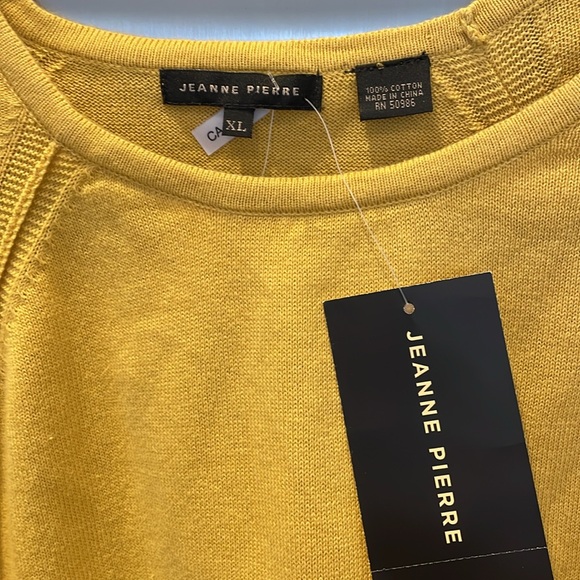 JEANNE PIERRE
XL
CA
100% COTTON
MADE IN CHINA
RN 50986
JEANNE PIERRE